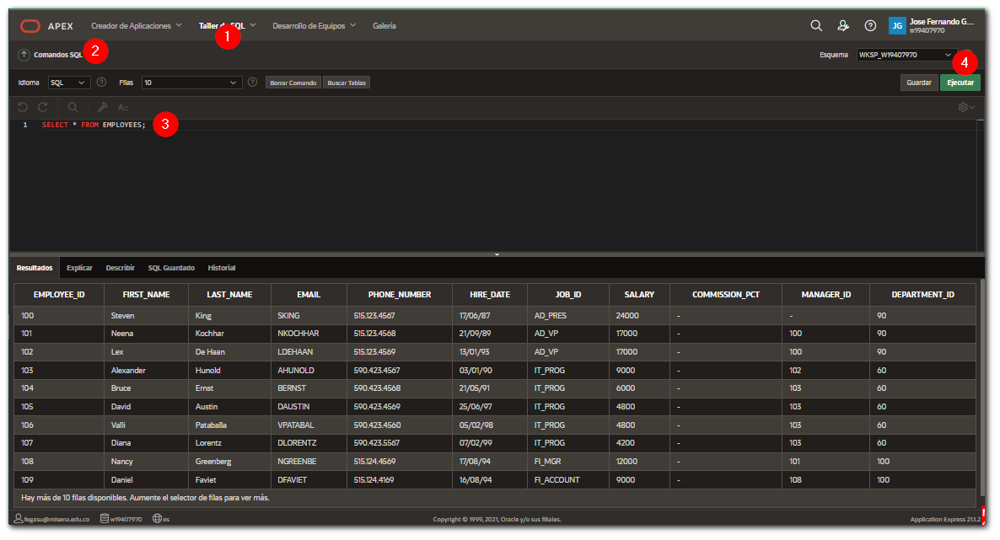 APEX Creador de Aplicaciones Taller de SQL Desarrollo de Equipos Galería JG Jose Fernando G...
w19407970
1
2
Comandos SQL Esquema WKSP_W19407970
4
Idioma SQL Filas 10 Borrar Comando Buscar Tablas Guardar Ejecutar
1 SELECT * FROM EMPLOYEES; 3
Resultados Explicar Describir SQL Guardado Historial
EMPLOYEE_ID FIRST_NAME LAST_NAME EMAIL PHONE_NUMBER HIRE_DATE JOB_ID SALARY COMMISSION_PCT MANAGER_ID DEPARTMENT_ID
100 Steven King SKING 515.123.4567 17/06/87 AD_PRES 24000 - - 90
101 Neena Kochhar NKOCHHAR 515.123.4568 21/09/89 AD_VP 17000 - 100 90
102 Lex De Haan LDEHAAN 515.123.4569 13/01/93 AD_VP 17000 - 100 90
103 Alexander Hunold AHUNOLD 590.423.4567 03/01/90 IT_PROG 9000 - 102 60
104 Bruce Ernst BERNST 590.423.4568 21/05/91 IT_PROG 6000 - 103 60
105 David Austin DAUSTIN 590.423.4569 25/06/97 IT_PROG 4800 - 103 60
106 Valli Pataballa VPATABAL 590.423.4560 05/02/98 IT_PROG 4800 - 103 60
107 Diana Lorentz DLORENTZ 590.423.5567 07/02/99 IT_PROG 4200 - 103 60
108 Nancy Greenberg NGREENBE 515.124.4569 17/08/94 FI_MGR 12000 - 101 100
109 Daniel Faviet DFAVIET 515.124.4169 16/08/94 FI_ACCOUNT 9000 - 108 100
Hay más de 10 filas disponibles. Aumente el selector de filas para ver más.
fegasu@misena.edu.co w19407970 es Copyright © 1999, 2021, Oracle y/o sus filiales. Application Express 21.1.2